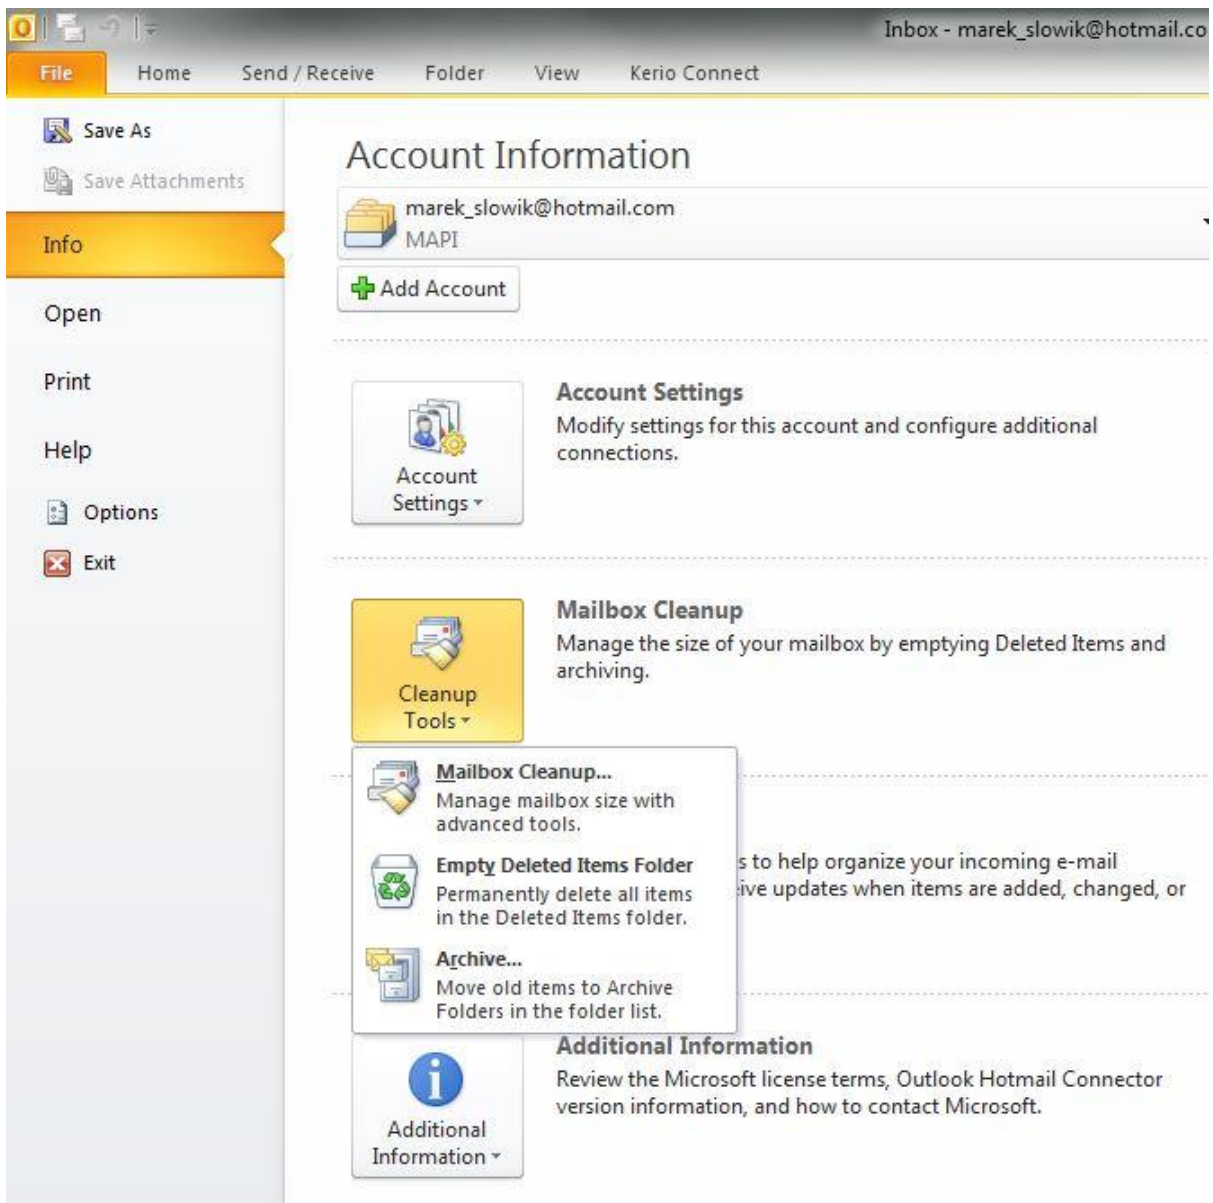 Inbox - marek_slowik@hotmail.co
File Home Send / Receive Folder View Kerio Connect
Save As
Save Attachments
Info
Open
Print
Help
Options
Exit
Account Information
marek_slowik@hotmail.com
MAPI
Add Account
Account
Settings
Account Settings
Modify settings for this account and configure additional
connections.
Cleanup
Tools
Mailbox Cleanup
Manage the size of your mailbox by emptying Deleted Items and
archiving.
Mailbox Cleanup...
Manage mailbox size with
advanced tools.
Empty Deleted Items Folder
Permanently delete all items
in the Deleted Items folder.
Archive...
Move old items to Archive
Folders in the folder list.
s to help organize your incoming e-mail
ive updates when items are added, changed, or
Additional
Information
Additional Information
Review the Microsoft license terms, Outlook Hotmail Connector
version information, and how to contact Microsoft.